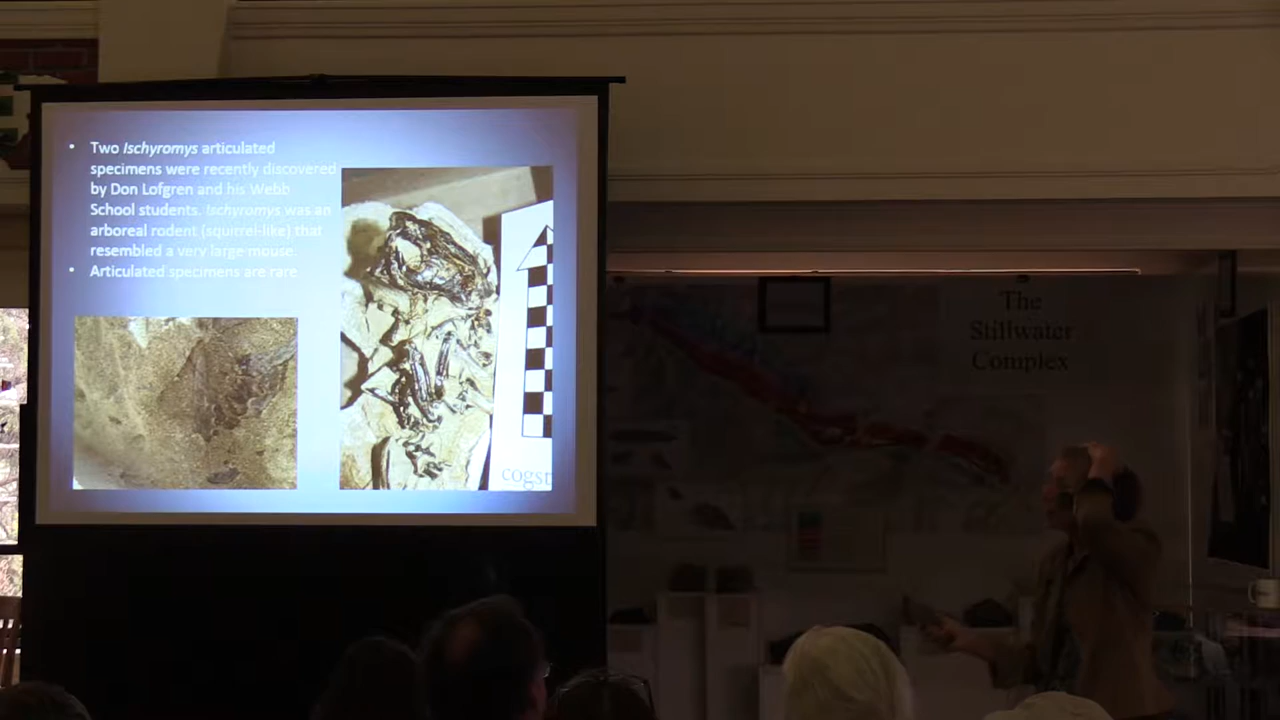 • Two Ischyromys articulated
specimens were recently discovered
by Don Lofgren and his Webb
School students. Ischyromys was an
arboreal rodent (squirrel-like) that
resembled a very large mouse.
• Articulated specimens are rare.
The
Stillwater
Complex